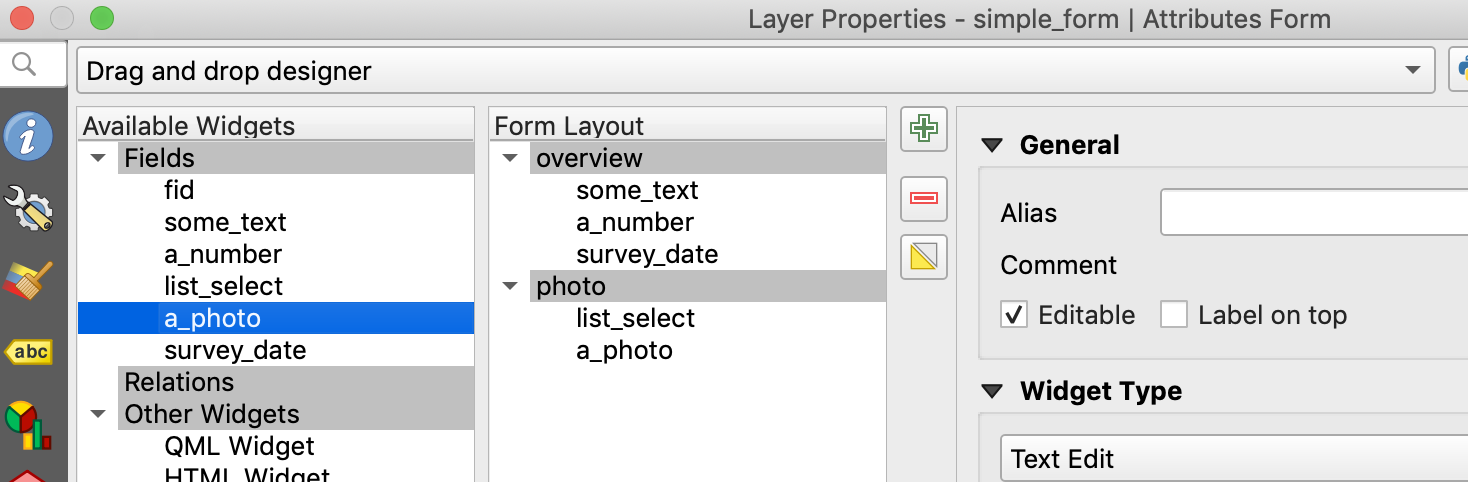 Layer Properties - simple_form | Attributes Form
Drag and drop designer
Available Widgets
Fields
fid
some_text
a_number
list_select
a_photo
survey_date
Relations
Other Widgets
QML Widget
HTML Widget
Form Layout
overview
some_text
a_number
survey_date
photo
list_select
a_photo
General
Alias
Comment
Editable
Label on top
Widget Type
Text Edit
abc